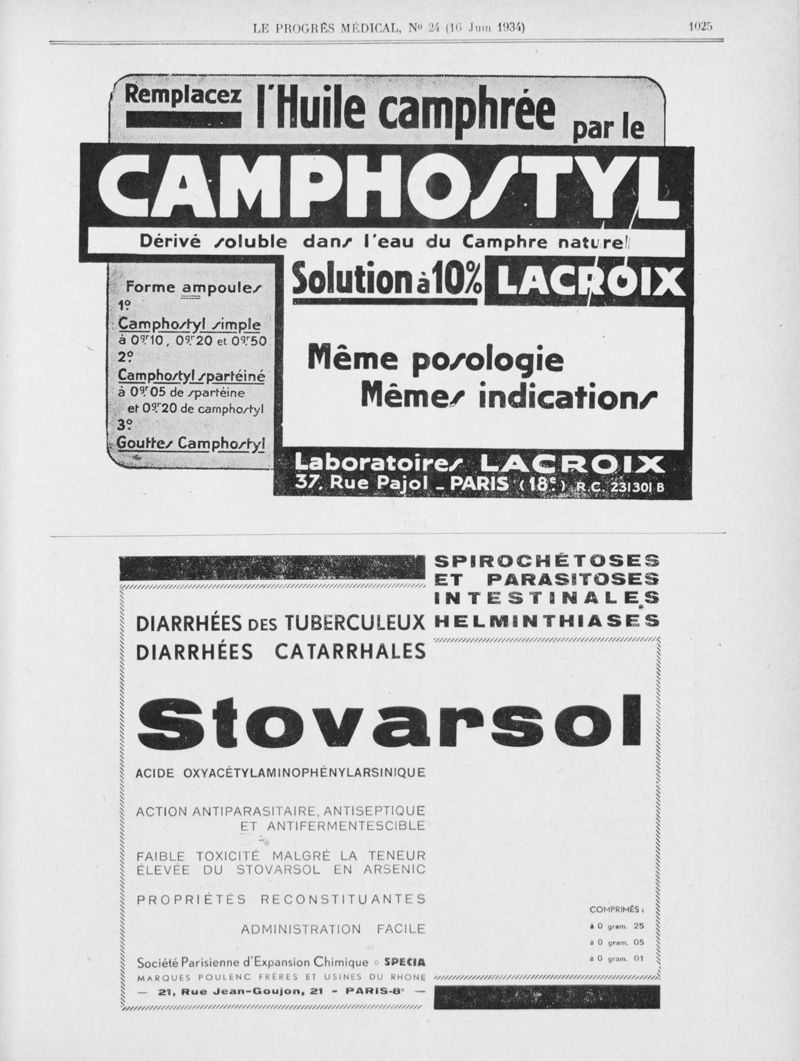 LE PROGRÈS MÉDICAL, No 24 (16 Juin 1934)
1025
Remplacez l'Huile camphrée par le
CAMPHOSTYL
Dérivé soluble dans l'eau du Camphre naturel
Solution à 10% LACROIX
Forme ampoules
1º
Camphostyl simple
à 0gr10, 0gr20 et 0gr50
2º
Camphostyl spartéiné
à 0gr05 de spartéine
et 0gr20 de camphostyl
3º
Gouttes Camphostyl
Même posologie
Mêmes indications
Laboratoires LACROIX
37, Rue Pajol - PARIS (18e) R.C. 231301 B
SPIROCHÉTOSES
ET PARASITOSES
INTESTINALES
HELMINTHIASES
DIARRHÉES DES TUBERCULEUX
DIARRHÉES CATARRHALES
Stovarsol
ACIDE OXYACÉTYLAMINOPHÉNYLARSINIQUE
ACTION ANTIPARASITAIRE, ANTISEPTIQUE
ET ANTIFERMENTESCIBLE
FAIBLE TOXICITÉ MALGRÉ LA TENEUR
ÉLEVÉE DU STOVARSOL EN ARSENIC
PROPRIÉTÉS RECONSTITUANTES
ADMINISTRATION FACILE
COMPRIMÉS :
à 0 gram. 25
à 0 gram. 05
à 0 gram. 01
Société Parisienne d'Expansion Chimique o SPECIA
MARQUES POULENC FRÈRES ET USINES DU RHONE
— 21, Rue Jean-Goujon, 21 - PARIS-8e —